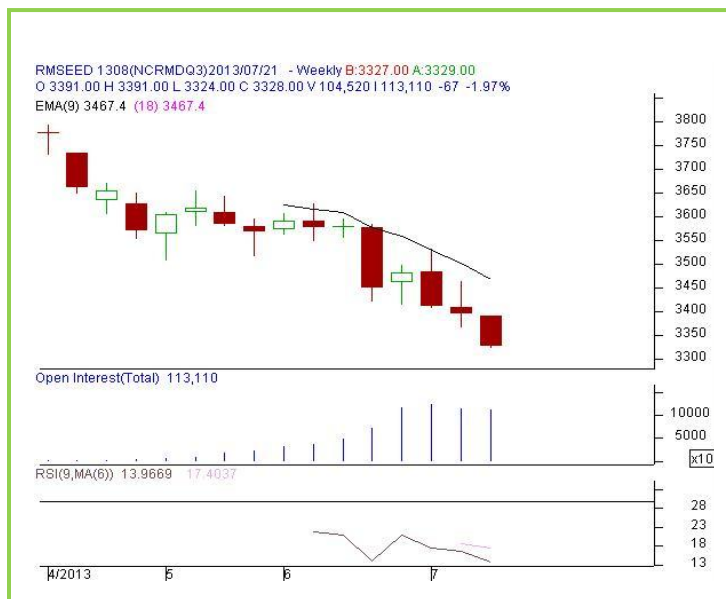 RMSEED 1308(NCRMDQ3)2013/07/21 - Weekly B:3327.00 A:3329.00
O 3391.00 H 3391.00 L 3324.00 C 3328.00 V 104,520 I 113,110 -67 -1.97%
EMA(9) 3467.4 (18) 3467.4
3800
3750
3700
3650
3600
3550
3500
3450
3400
3350
3300
Open Interest(Total) 113,110
10000
5000
x10
RSI(9,MA(6)) 13.9669 17.4037
28
23
18
13
4/2013 5 6 7